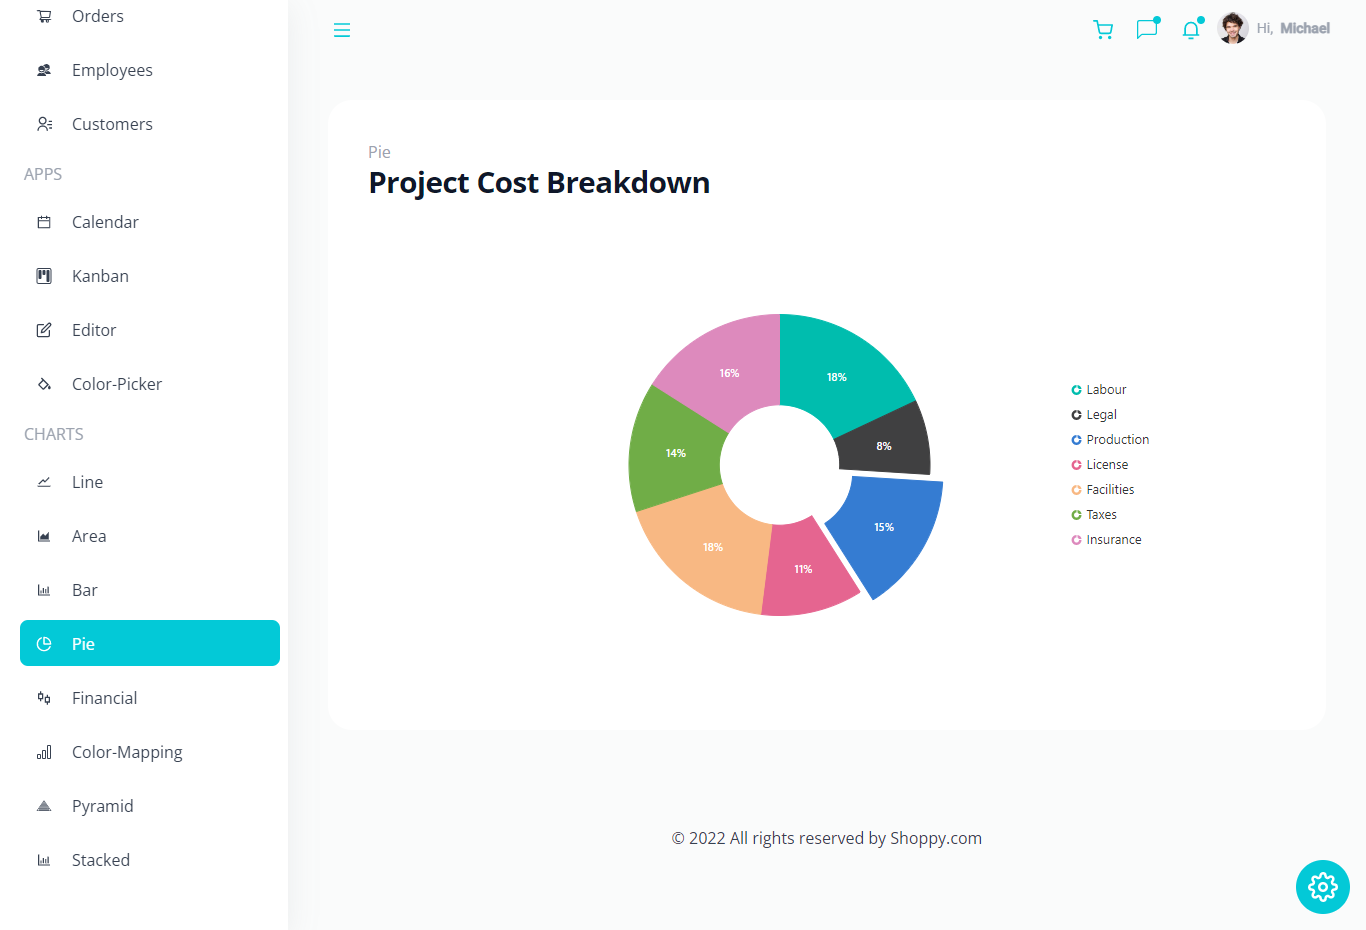 Orders
Employees
Customers
APPS
Calendar
Kanban
Editor
Color-Picker
CHARTS
Line
Area
Bar
Pie
Financial
Color-Mapping
Pyramid
Stacked
Hi, Michael
Pie
Project Cost Breakdown
16%
18%
8%
14%
15%
18%
11%
Labour
Legal
Production
License
Facilities
Taxes
Insurance
© 2022 All rights reserved by Shoppy.com